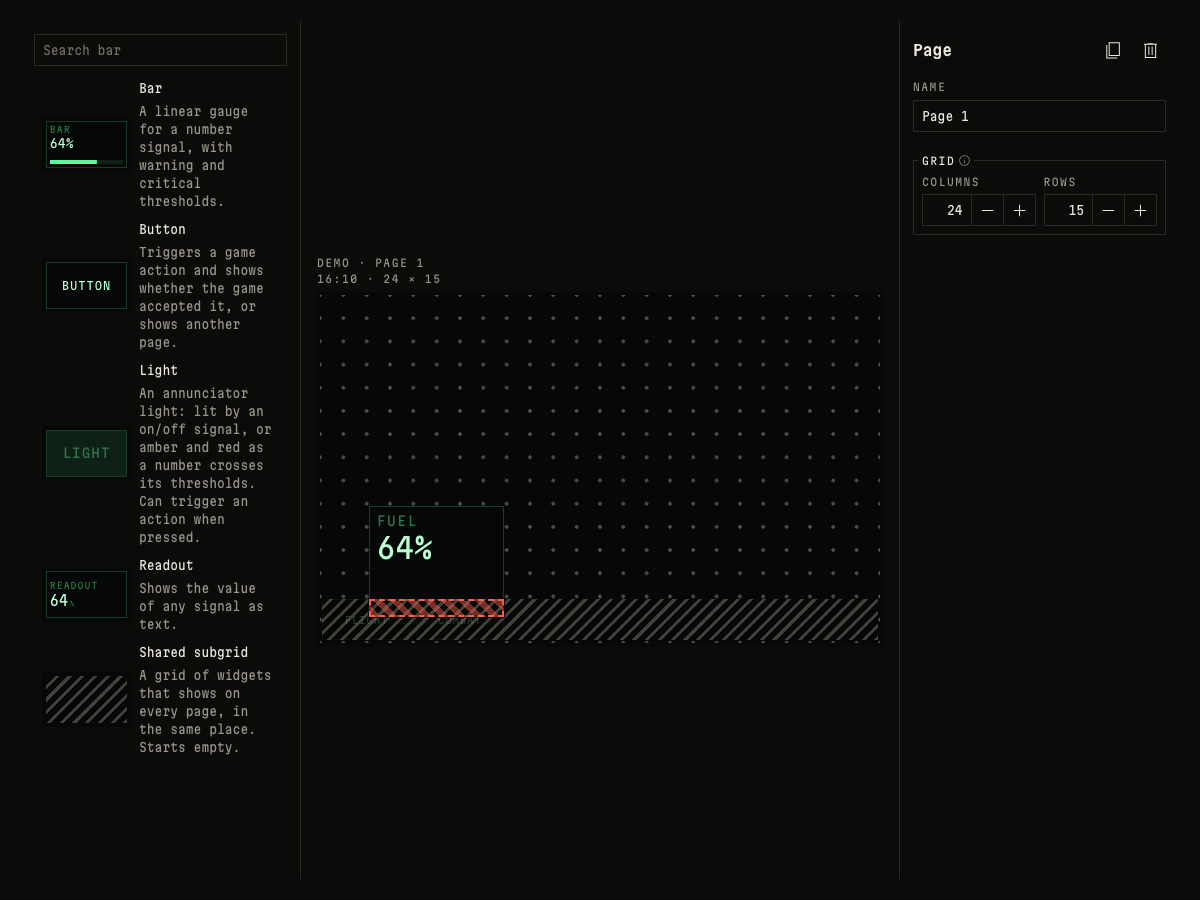 Search bar
BAR
64%
Bar
A linear gauge
for a number
signal, with
warning and
critical
thresholds.
BUTTON
Button
Triggers a game
action and shows
whether the game
accepted it, or
shows another
page.
LIGHT
Light
An annunciator
light: lit by an
on/off signal, or
amber and red as
a number crosses
its thresholds.
Can trigger an
action when
pressed.
READOUT
64%
Readout
Shows the value
of any signal as
text.
Shared subgrid
A grid of widgets
that shows on
every page, in
the same place.
Starts empty.
DEMO · PAGE 1
16:10 · 24 × 15
FUEL
64%
Page
NAME
Page 1
GRID
COLUMNS ROWS
24 − + 15 − +